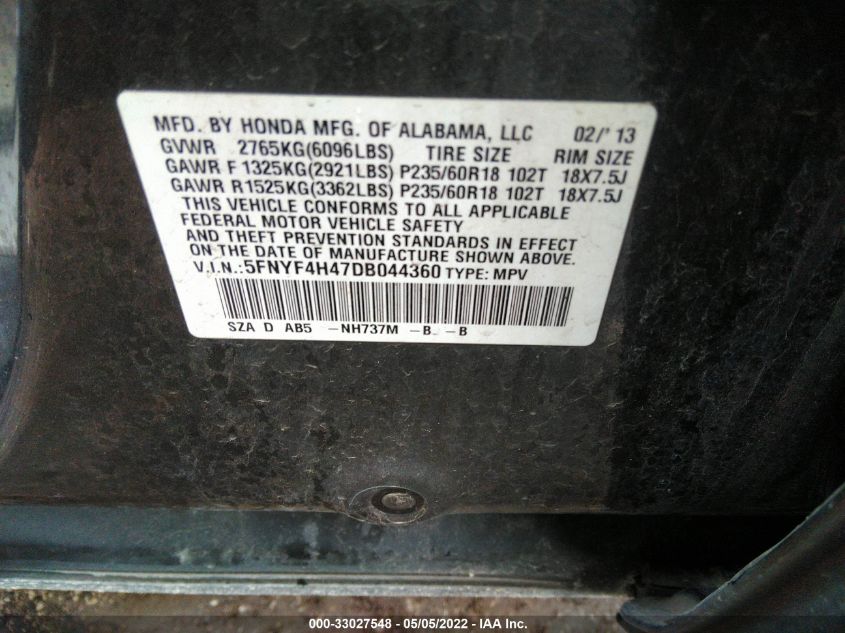 MFD. BY HONDA MFG. OF ALABAMA, LLC 02/'13
GVWR 2765KG(6096LBS) TIRE SIZE RIM SIZE
GAWR F 1325KG(2921LBS) P235/60R18 102T 18X7.5J
GAWR R1525KG(3362LBS) P235/60R18 102T 18X7.5J
THIS VEHICLE CONFORMS TO ALL APPLICABLE
FEDERAL MOTOR VEHICLE SAFETY
AND THEFT PREVENTION STANDARDS IN EFFECT
ON THE DATE OF MANUFACTURE SHOWN ABOVE.
V.I.N.:5FNYF4H47DB044360 TYPE: MPV
SZA D AB5 -NH737M -B -B
000-33027548 - 05/05/2022 - IAA Inc.